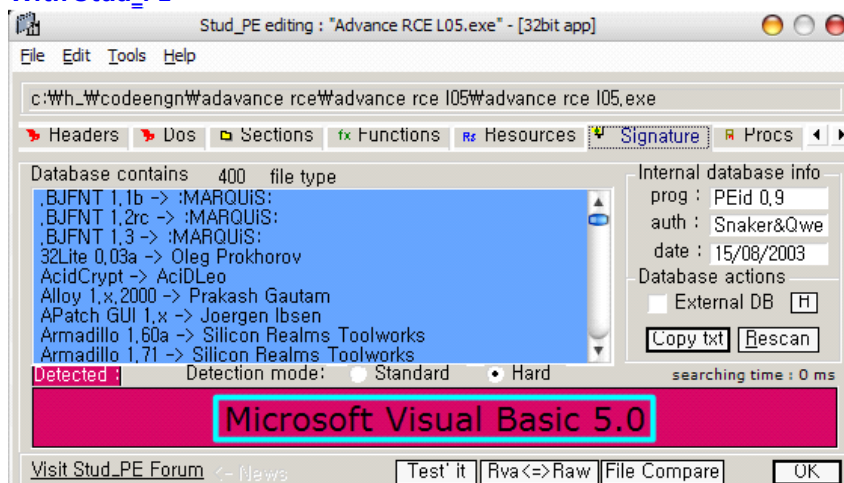 With Stud_PE
Stud_PE editing : "Advance RCE L05.exe" - [32bit app]
File Edit Tools Help
c:₩h_₩codeengn₩adavance rce₩advance rce l05₩advance rce l05,exe
Headers Dos Sections fx Functions Rs Resources Signature Procs
Database contains 400 file type
.BJFNT 1,1b -> :MARQUiS:
.BJFNT 1,2rc -> :MARQUiS:
.BJFNT 1,3 -> :MARQUiS:
32Lite 0,03a -> Oleg Prokhorov
AcidCrypt -> AciDLeo
Alloy 1,x,2000 -> Prakash Gautam
APatch GUI 1,x -> Joergen Ibsen
Armadillo 1,60a -> Silicon Realms Toolworks
Armadillo 1,71 -> Silicon Realms Toolworks
Internal database info
prog : PEid 0,9
auth : Snaker&Qwe
date : 15/08/2003
Database actions
External DB H
Copy txt Rescan
Detected : Detection mode: Standard Hard searching time : 0 ms
Microsoft Visual Basic 5.0
Visit Stud_PE Forum <- News Test' it Rva<=>Raw File Compare OK